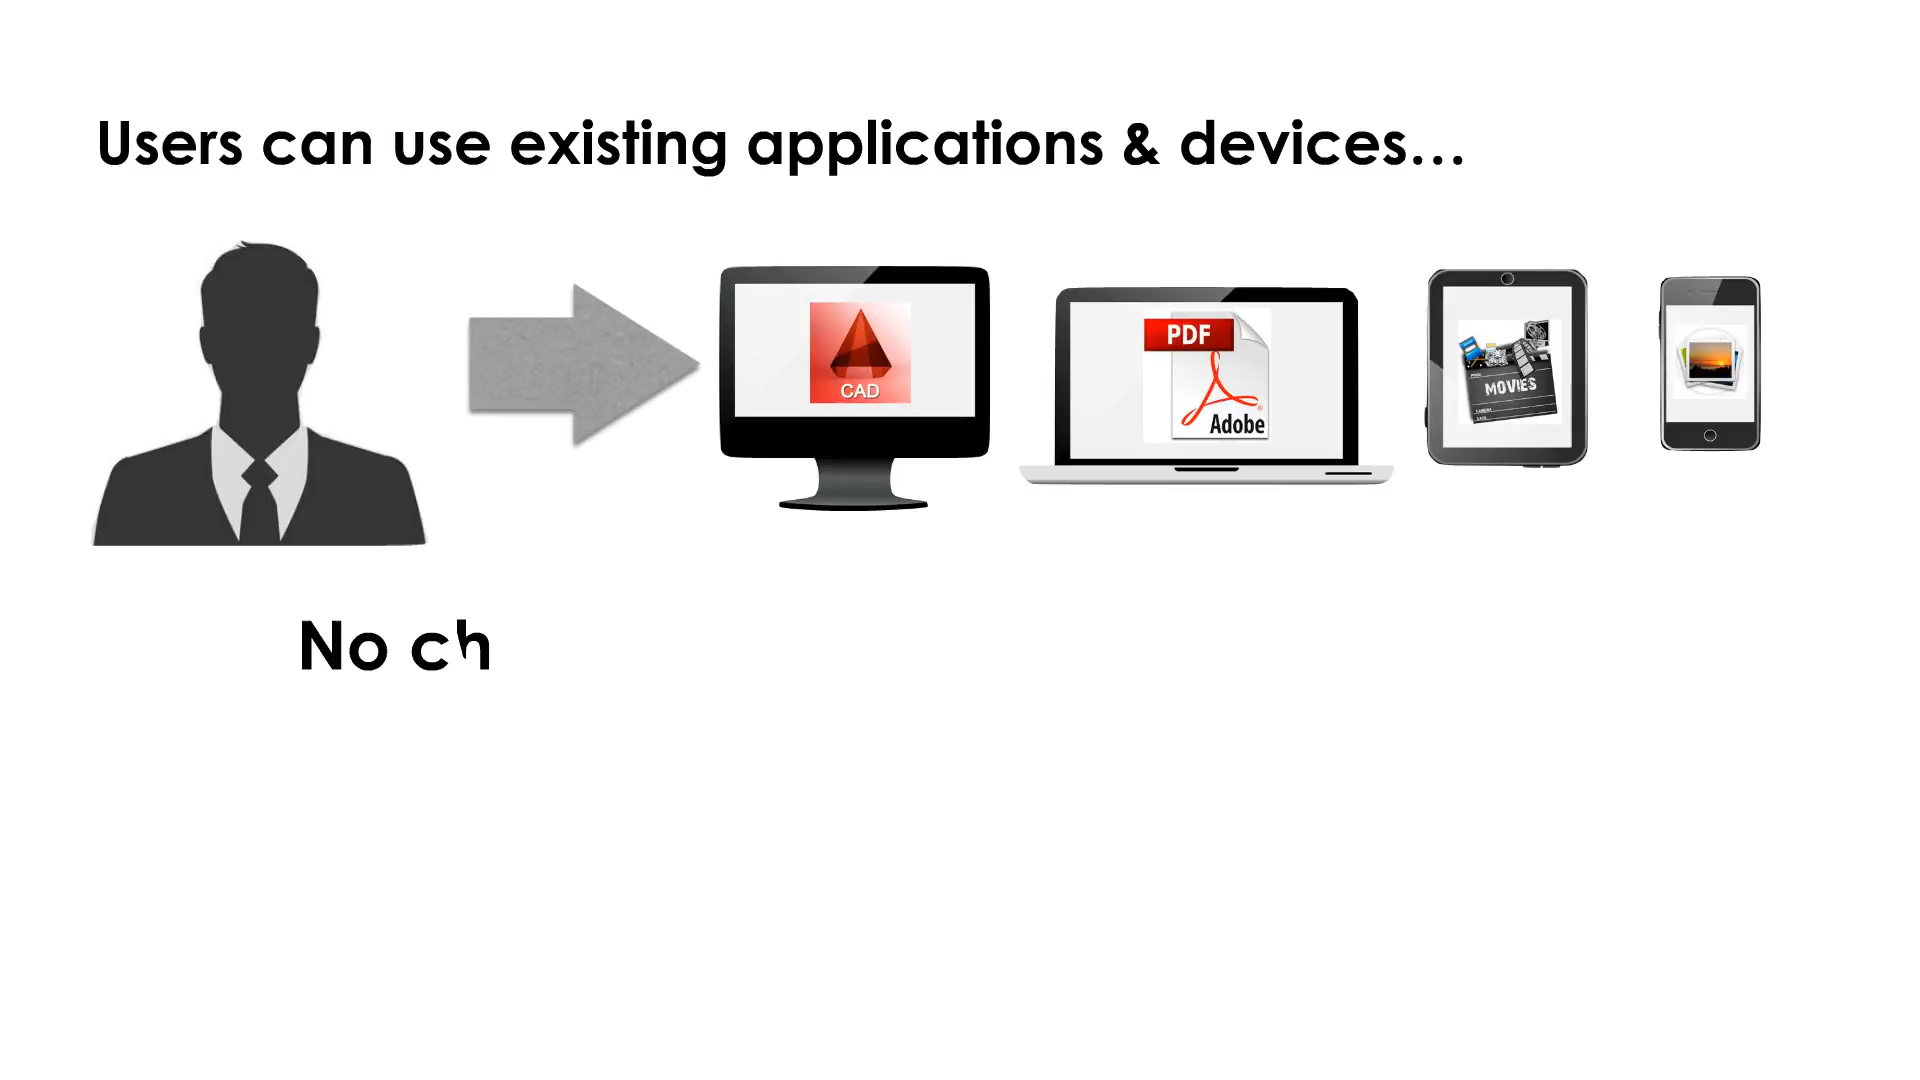 Users can use existing applications & devices…
CAD
PDF
Adobe
MOVIES
No ch